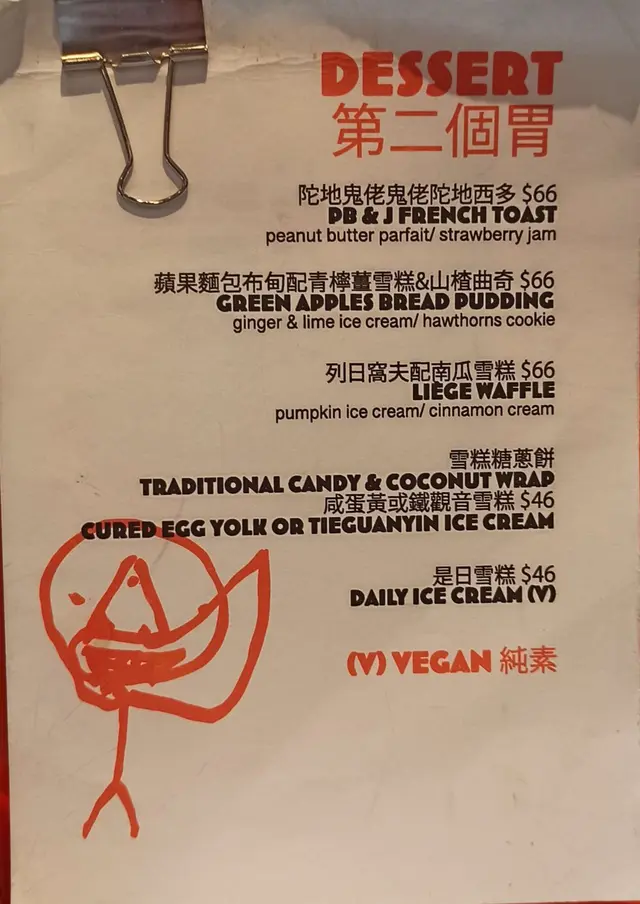 DESSERT
第二個胃
陀地鬼佬鬼佬陀地西多 $66
PB & J FRENCH TOAST
peanut butter parfait/ strawberry jam
蘋果麵包布甸配青檸薑雪糕&山楂曲奇 $66
GREEN APPLES BREAD PUDDING
ginger & lime ice cream/ hawthorns cookie
列日窩夫配南瓜雪糕 $66
LIÈGE WAFFLE
pumpkin ice cream/ cinnamon cream
雪糕糖蔥餅
TRADITIONAL CANDY & COCONUT WRAP
咸蛋黃或鐵觀音雪糕 $46
CURED EGG YOLK OR TIEGUANYIN ICE CREAM
是日雪糕 $46
DAILY ICE CREAM (V)
(V) VEGAN 純素